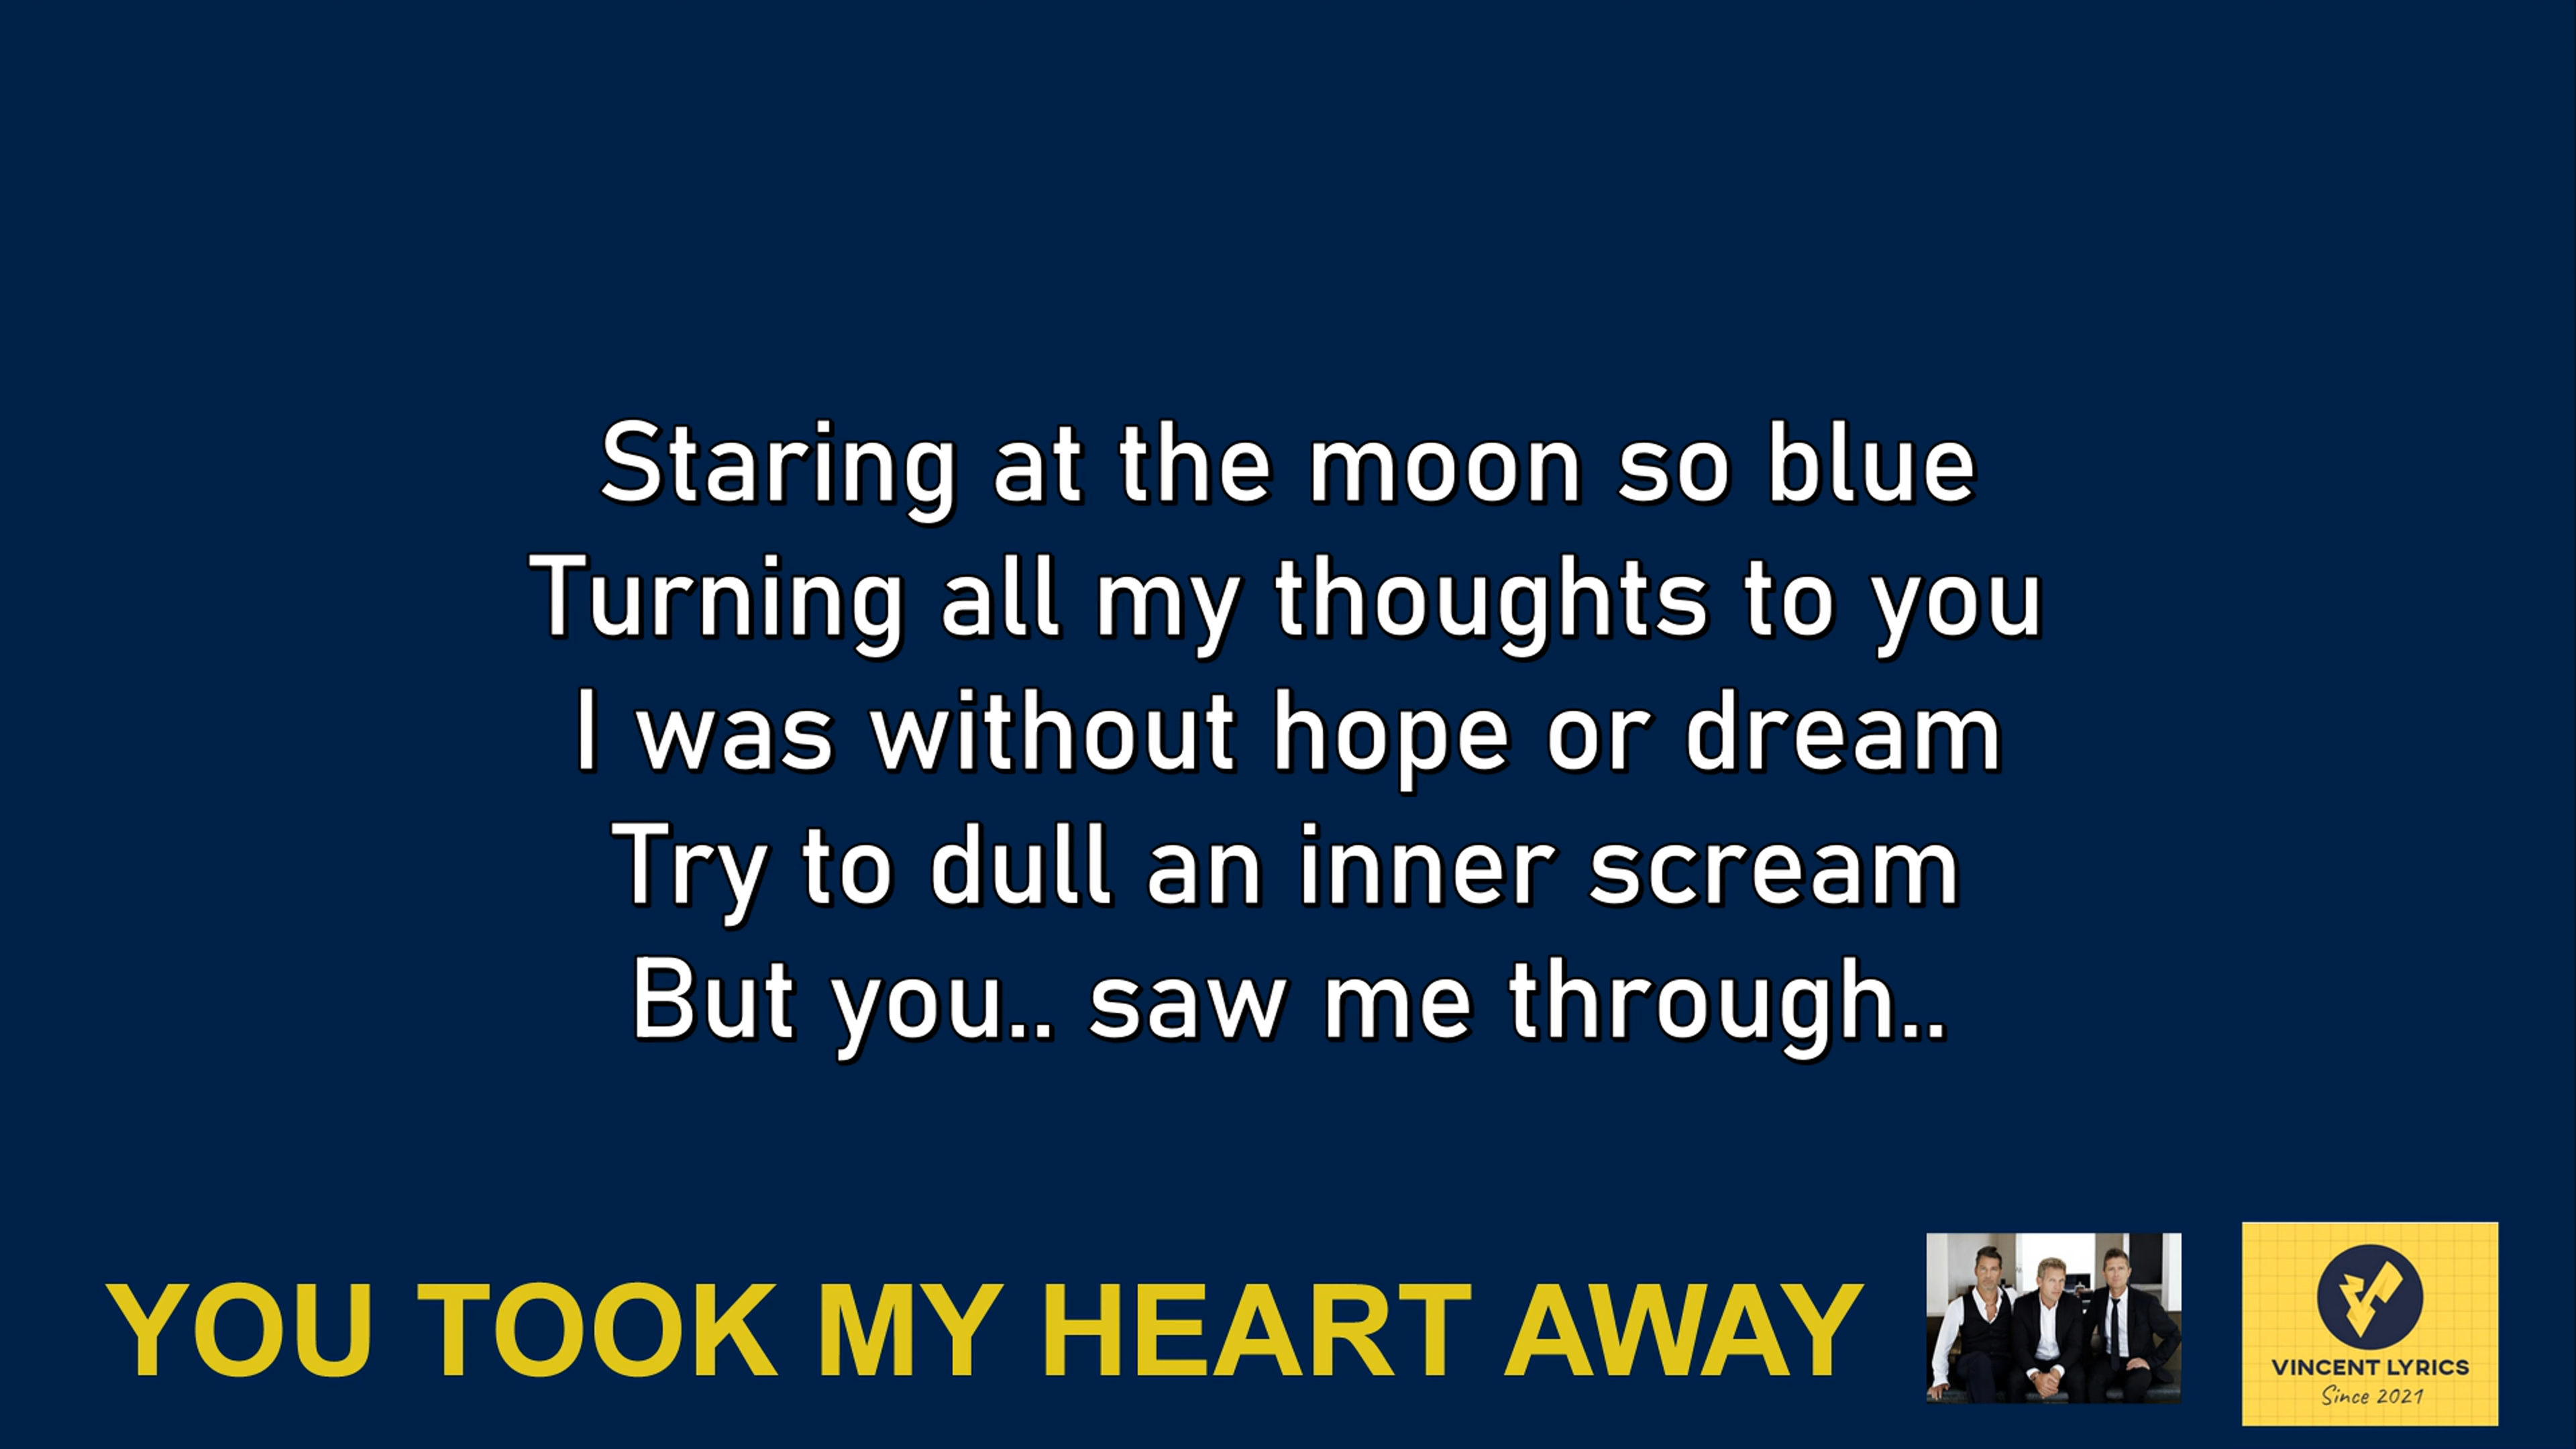 Staring at the moon so blue
Turning all my thoughts to you
I was without hope or dream
Try to dull an inner scream
But you.. saw me through..
YOU TOOK MY HEART AWAY
VINCENT LYRICS
Since 2021